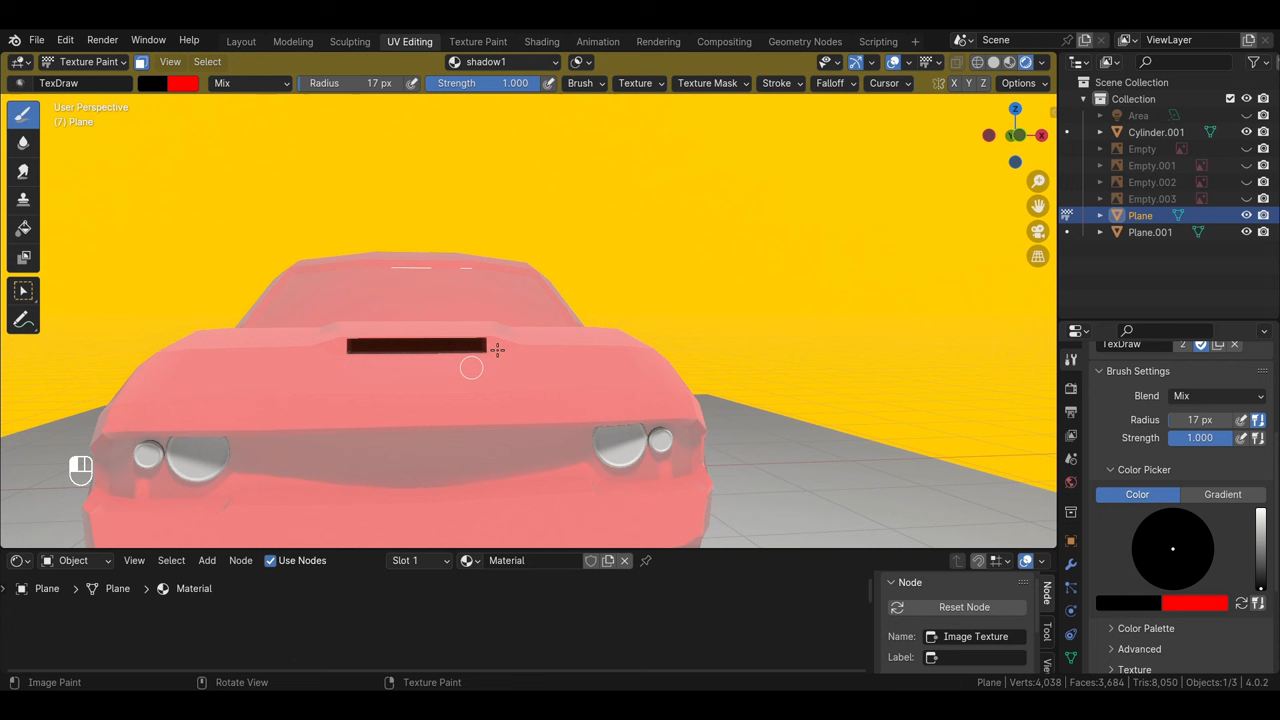 File Edit Render Window Help Layout Modeling Sculpting UV Editing Texture Paint Shading Animation Rendering Compositing Geometry Nodes Scripting + Scene ViewLayer
Texture Paint View Select shadow1
TexDraw Mix Radius 17 px Strength 1.000 Brush Texture Texture Mask Stroke Falloff Cursor X Y Z Options
Scene Collection
Collection
Area
Cylinder.001
Empty
Empty.001
Empty.002
Empty.003
Plane
Plane.001
User Perspective
(7) Plane
Z
Y
X
TexDraw 2
Brush Settings
Blend Mix
Radius 17 px
Strength 1.000
Color Picker
Color Gradient
Color Palette
Advanced
Texture
Object View Select Add Node Use Nodes Slot 1 Material
Plane > Plane > Material
Node
Reset Node
Name: Image Texture
Label:
Node
Tool
Image Paint Rotate View Texture Paint Plane | Verts:4,038 | Faces:3,684 | Tris:8,050 | Objects:1/3 | 4.0.2